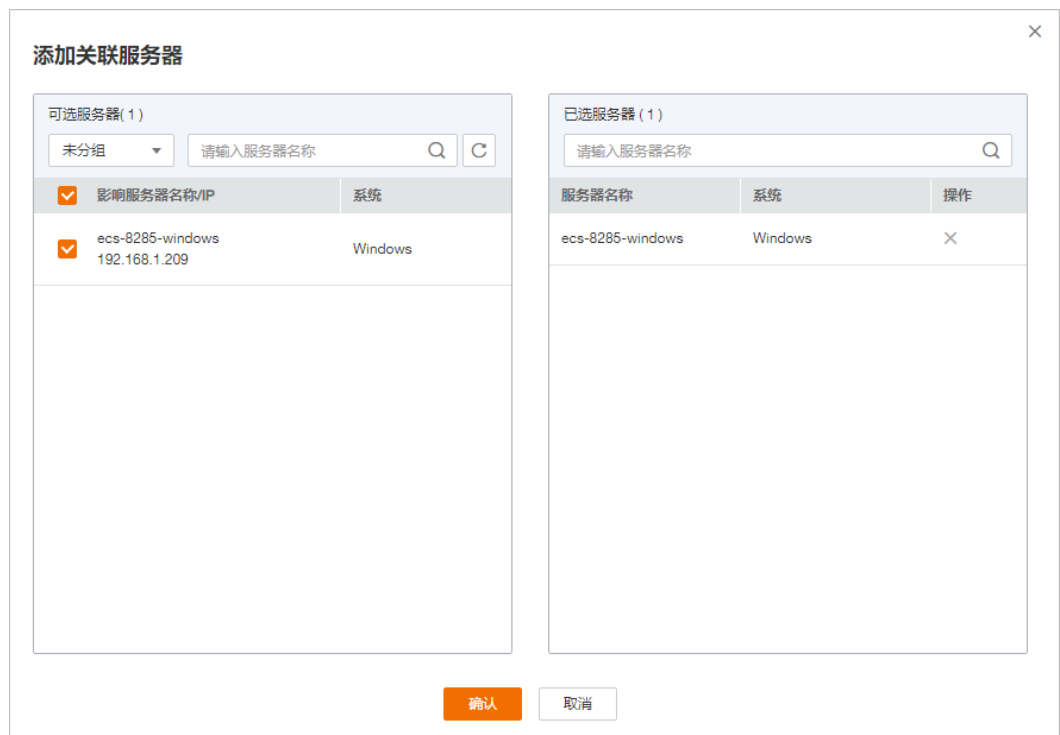 添加关联服务器
可选服务器( 1 )
未分组
请输入服务器名称
影响服务器名称/IP
系统
ecs-8285-windows
192.168.1.209
Windows
已选服务器 ( 1 )
请输入服务器名称
服务器名称
系统
操作
ecs-8285-windows
Windows
确认
取消